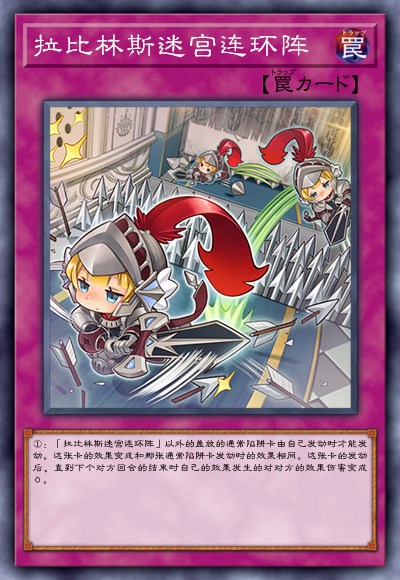 拉比林斯迷宫连环阵
トラップ
罠
トラップ
【罠カード】
①：「拉比林斯迷宫连环阵」以外的盖放的通常陷阱卡由自己发动时才能发
动。这张卡的效果变成和那张通常陷阱卡发动时的效果相同。这张卡的发动
后，直到下个对方回合的结束时自己的效果发生的对对方的效果伤害变成
0。